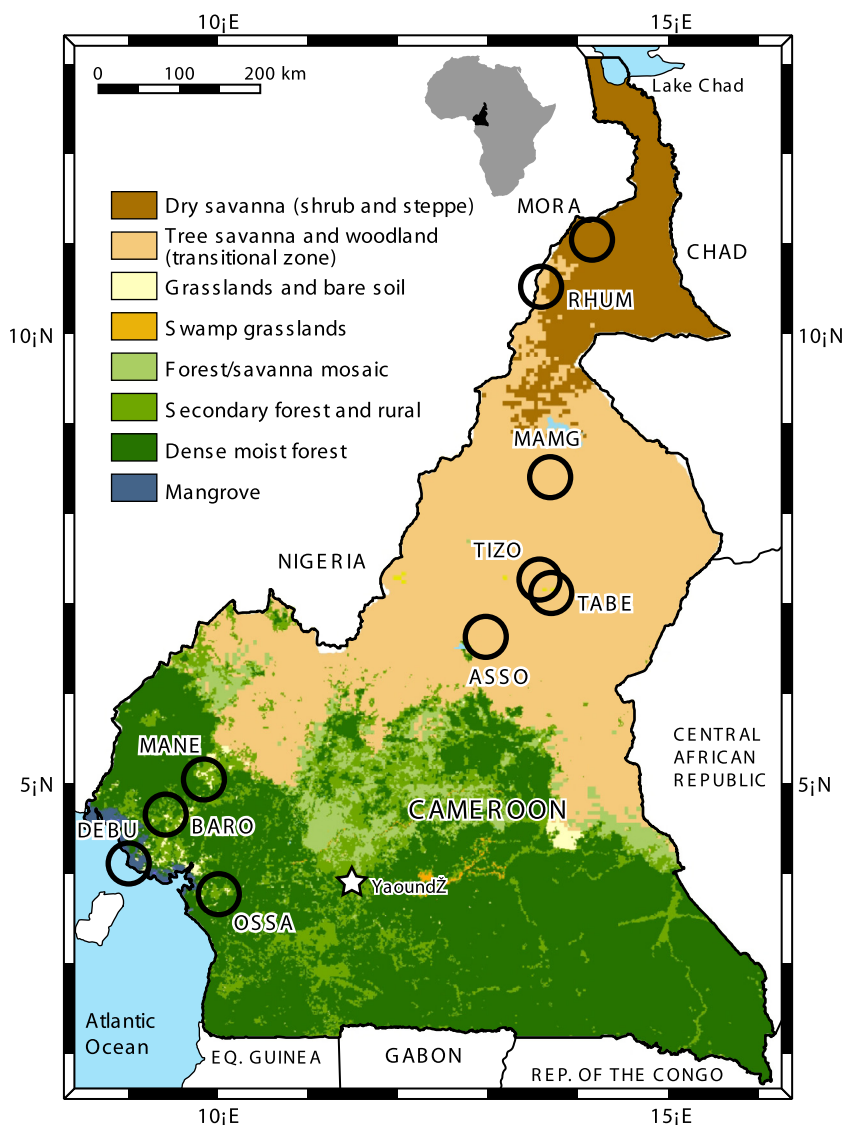 10¡E
15¡E
0
100
200 km
Lake Chad
MORA
Dry savanna (shrub and steppe)
Tree savanna and woodland
(transitional zone)
CHAD
Grasslands and bare soil
RHUM
Swamp grasslands
10¡N
10¡N
Forest/savanna mosaic
Secondary forest and rural
MAMG
Dense moist forest
Mangrove
TIZO
NIGERIA
TABE
ASSO
MANE
CENTRAL
AFRICAN
REPUBLIC
5¡N
5¡N
CAMEROON
DEBU
BARO
YaoundŽ
OSSA
Atlantic
Ocean
EQ. GUINEA
GABON
REP. OF THE CONGO
10¡E
15¡E